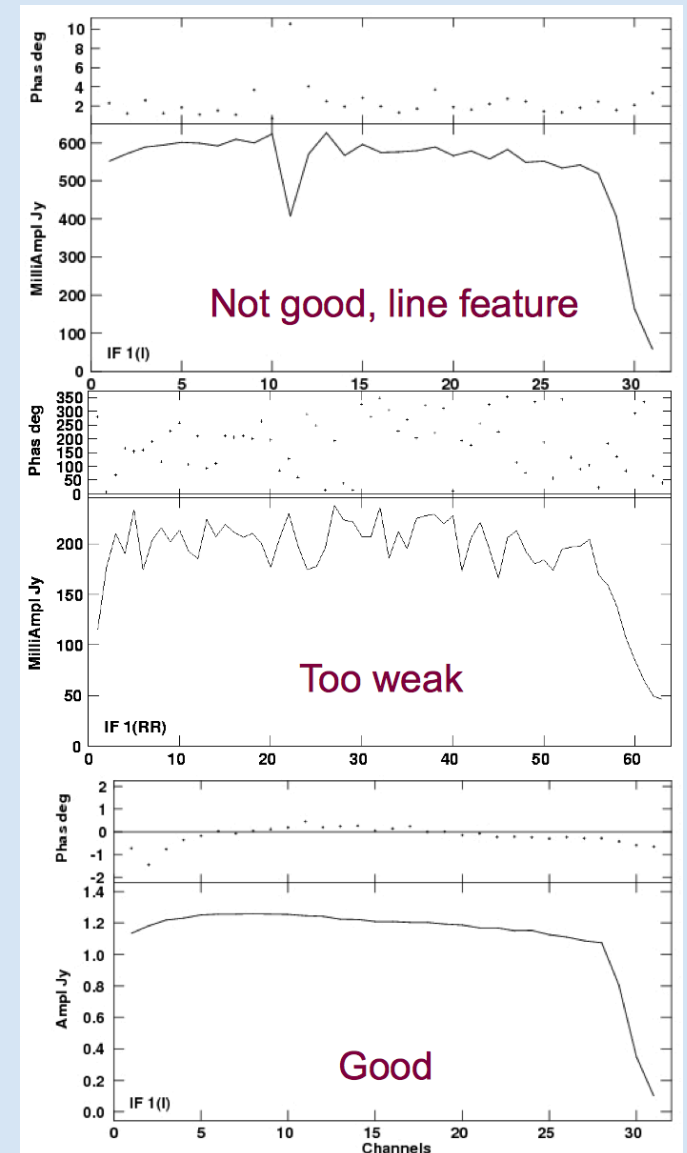 Phas deg
10
8
6
4
2
MilliAmpl Jy
600
500
400
300
200
100
0
Not good, line feature
IF 1(I)
0 5 10 15 20 25 30
Phas deg
350
300
250
200
150
100
50
0
MilliAmpl Jy
200
150
100
50
0
Too weak
IF 1(RR)
0 10 20 30 40 50 60
Phas deg
2
1
0
-1
-2
Ampl Jy
1.4
1.2
1.0
0.8
0.6
0.4
0.2
0.0
Good
IF 1(I)
0 5 10 15 20 25 30
Channels